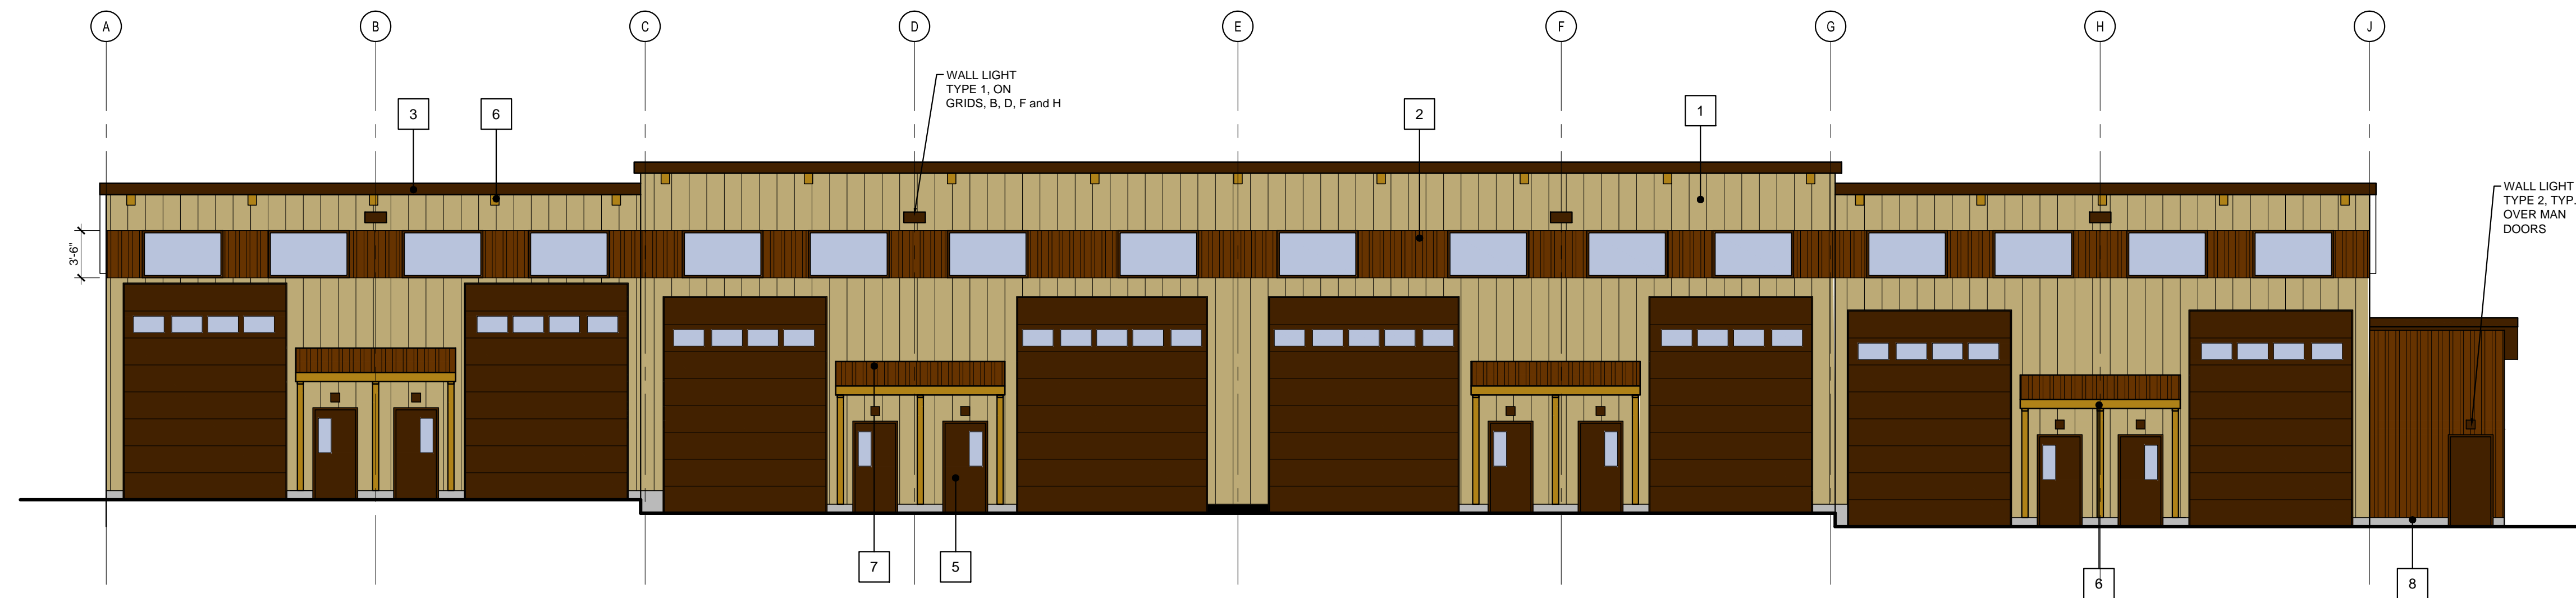 A
B
C
D
E
F
G
H
J
WALL LIGHT
TYPE 1, ON
GRIDS, B, D, F and H
3
6
2
1
WALL LIGHT
TYPE 2, TYP.
OVER MAN
DOORS
3'-6"
7
5
6
8